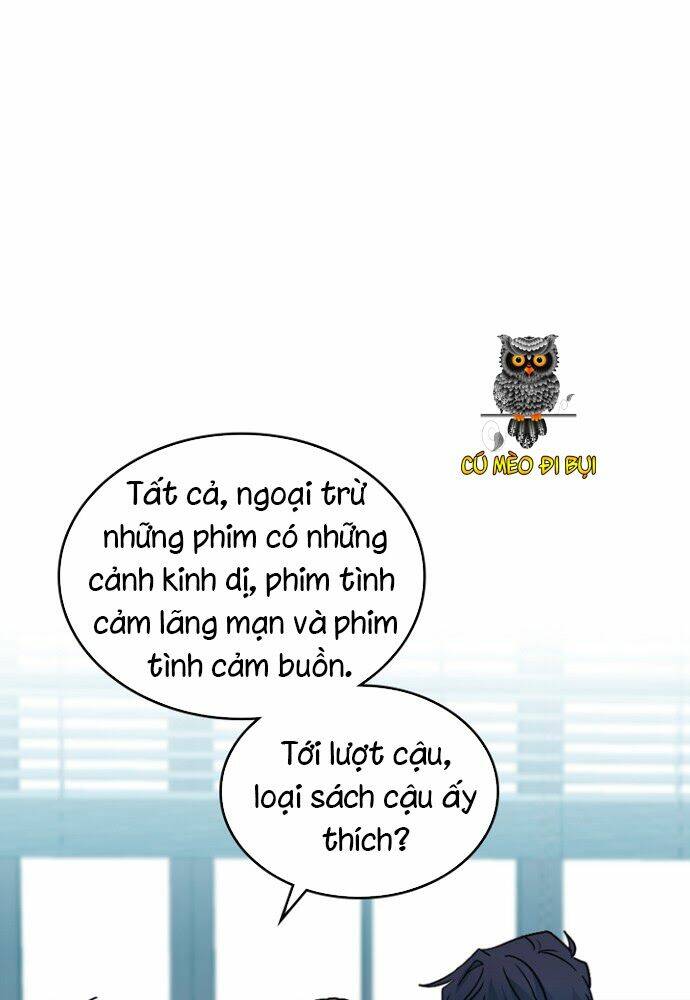 CÚ MÈO ĐI BỤI
Tất cả, ngoại trừ
những phim có những
cảnh kinh dị, phim tình
cảm lãng mạn và phim
tình cảm buồn.
Tới lượt cậu,
loại sách cậu ấy
thích?